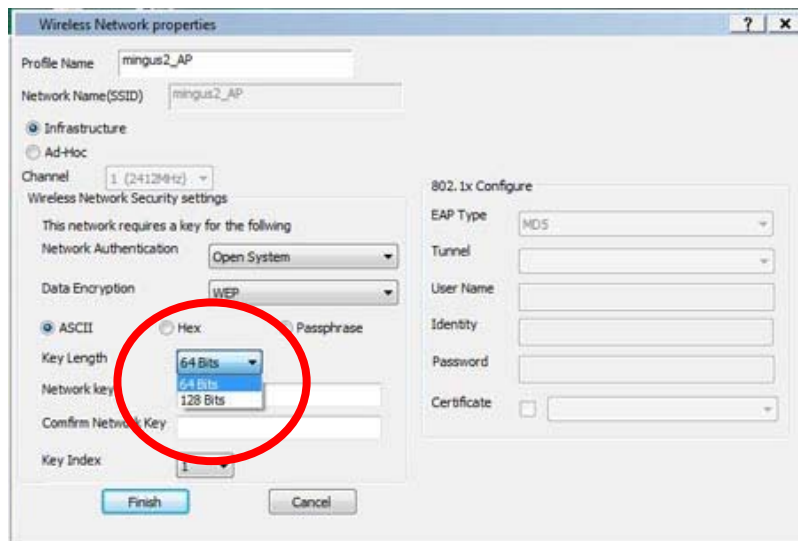 Wireless Network properties
? x
Profile Name mingus2_AP
Network Name(SSID) mingus2_AP
Infrastructure
Ad-Hoc
Channel 1 (2412MHz)
Wireless Network Security settings
This network requires a key for the follwing
Network Authentication Open System
Data Encryption WEP
ASCII Hex Passphrase
Key Length 64 Bits
64 Bits
128 Bits
Network key
Comfirm Network Key
Key Index 1
Finish Cancel
802.1x Configure
EAP Type MD5
Tunnel
User Name
Identity
Password
Certificate